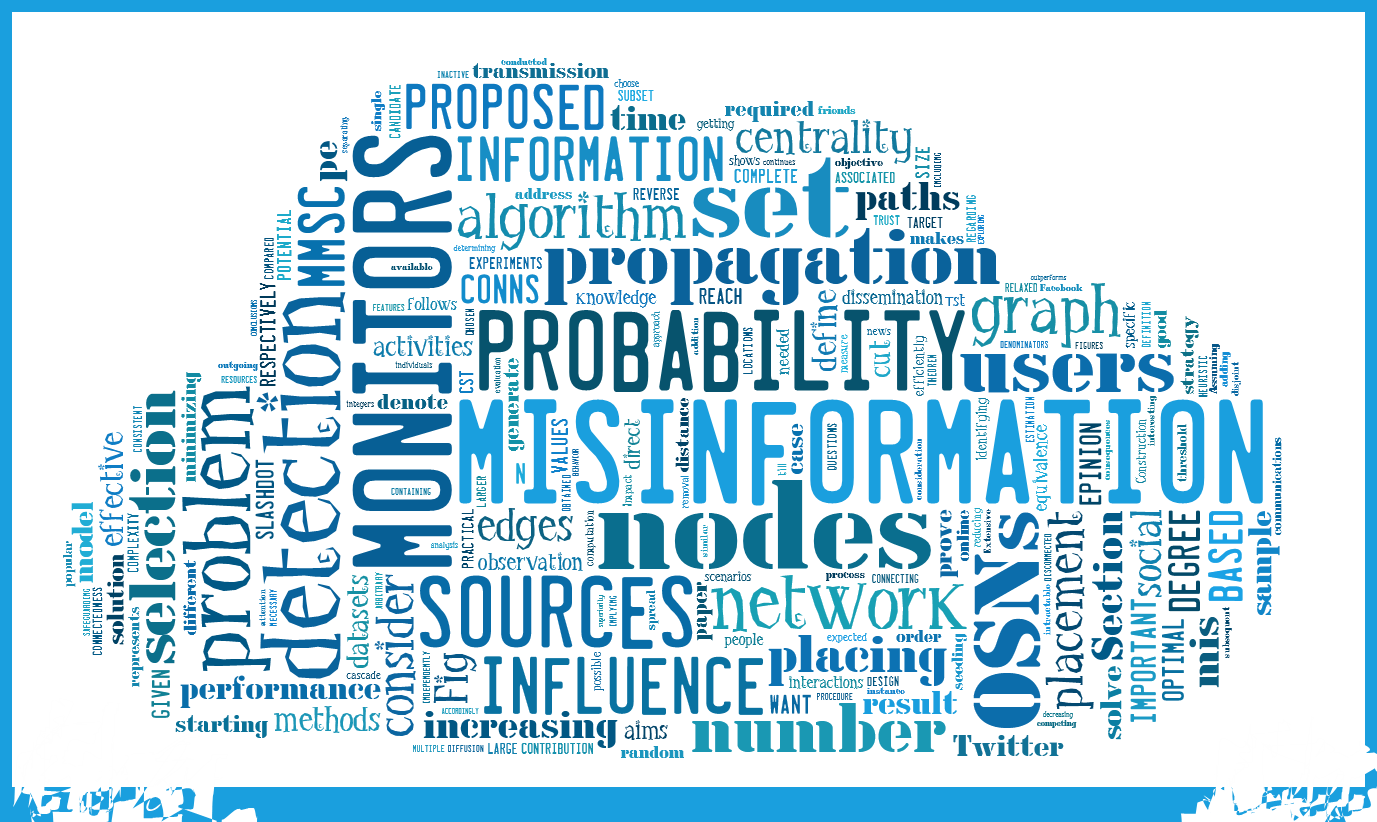 conducted
INACTIVE transmission
choose
SUBSET
single
CANDIDATE
PROPOSED
time
required
friends
getting
centrality
separating
pe
MONITORS
INFORMATION
shows
continues
COMPLETE
objective
ASSOCIATED
SIZE
INCLUDING
MMSC
address
REVERSE
algorithm
set
paths
TRUST
TARGET
REGARDING
EXPLORING
makes
POTENTIAL
COMPARED
determining
available
EXPERIMENTS
propagation
CONNS
Knowledge
REACH
dissemination
Tst
outperforms
RELAXED
Facebook
FEATURES
follows
CHOSEN
RESPECTIVELY
CONCLUSIONS
detection
graph
specific
DEFINITION
good
strategy
activities
individuals
PROBABILITY
approach
addition
LOCATIONS
needed
define
measure
news
cut
efficiently
THEOREM
DENOMINATORS
FIGURES
users
HEURISTIC
Assuming
adding
disjoint
outgoing
RESOURCES
CST
evaluation
generate
integers
denote
minimizing
CONSISTENT
selection
problem
MISINFORMATION
N
LARGER
OBTAINED
VALUES
BEHAVIOR
direct
impact
distance
removal
till
case
QUESTIONS
consideration
identifying
ESTIMATION
equivalence
EPINION
consequences
Construction
interesting
threshold
communications
effective
SLASHDOT
CONTAINING
model
popular
solution
COMPLEXITY
different
PRACTICAL
analysts
edges
observation
computation
nodes
similar
prove
online
reducing
Extensive
OSNs
DISCONNECTED
intractable
placement
Section
social
DEGREE
BASED
sample
SAFEGUARDING
CONNECTEDNESS
represents
attention
NECESSARY
datasets
ARBITRARY
consider
SOURCES
superiority
IMPLYING
spread
paper
scenarios
process
CONNECTING
network
people
expected
order
seeding
IMPORTANT
OPTIMAL
mis
subsequent
GIVEN
performance
cascade
INDEPENDENTLY
Fig
INFLUENCE
possible
placing
interactions
DESIGN
instance
PROCEDURE
WANT
result
solve
decreasing
competing
starting
methods
ACCORDINGLY
increasing
aims
number
Twitter
MULTIPLE DIFFUSION LARGE CONTRIBUTION
random